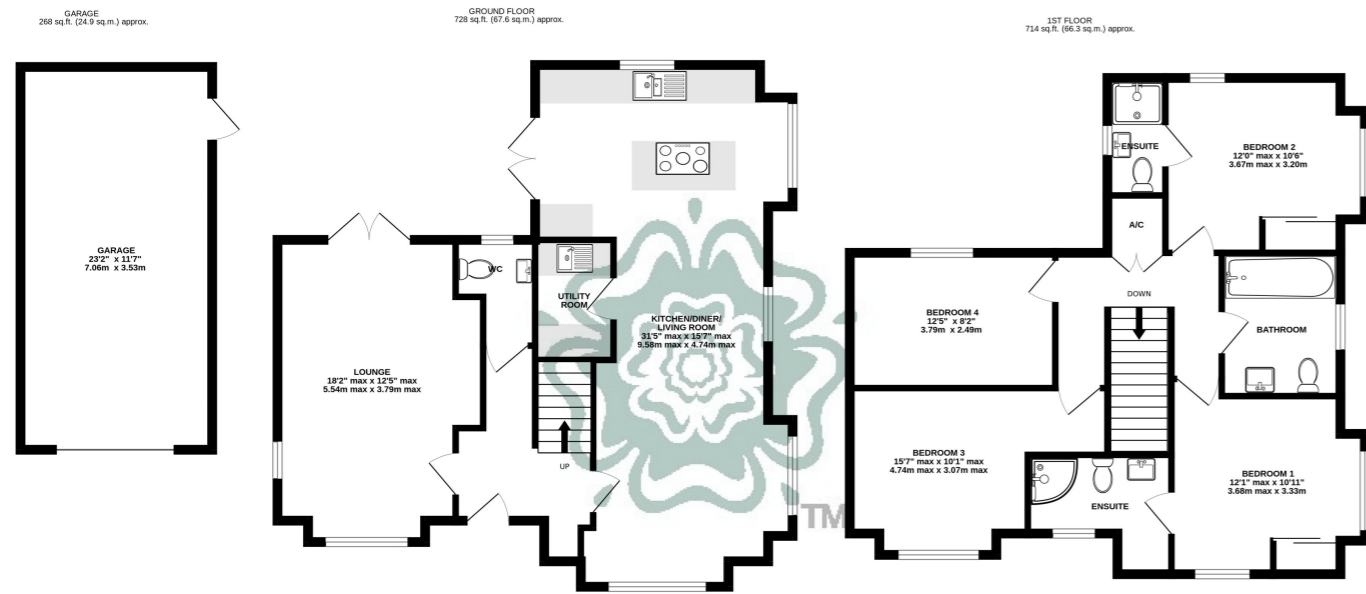 GARAGE
268 sq.ft. (24.9 sq.m.) approx.
GROUND FLOOR
728 sq.ft. (67.6 sq.m.) approx.
1ST FLOOR
714 sq.ft. (66.3 sq.m.) approx.
GARAGE
23'2" x 11'7"
7.06m x 3.53m
LOUNGE
18'2" max x 12'5" max
5.54m max x 3.79m max
WC
UTILITY
ROOM
KITCHEN/DINER/
LIVING ROOM
31'5" max x 15'7" max
9.58m max x 4.74m max
UP
TM
ENSUITE
BEDROOM 2
12'0" max x 10'6"
3.67m max x 3.20m
A/C
DOWN
BEDROOM 4
12'5" x 8'2"
3.79m x 2.49m
BATHROOM
BEDROOM 3
15'7" max x 10'1" max
4.74m max x 3.07m max
ENSUITE
BEDROOM 1
12'1" max x 10'11"
3.68m max x 3.33m